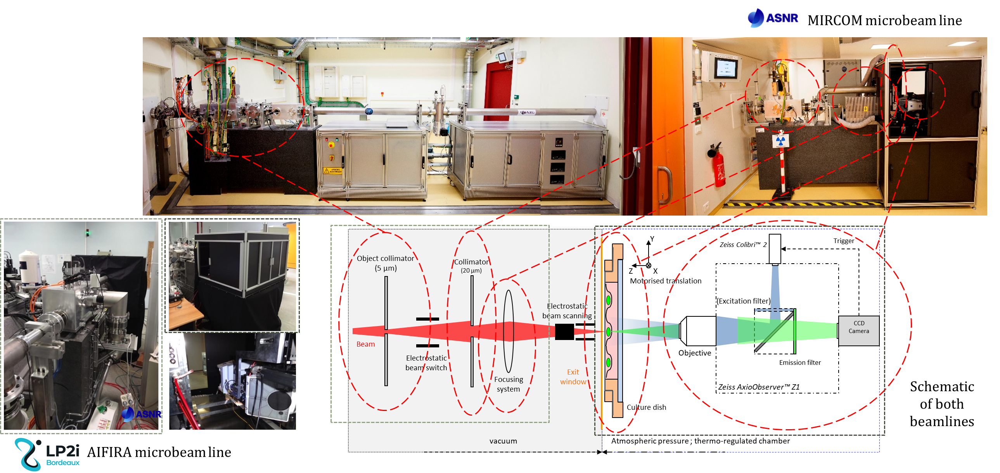 ASNR
MIRCOM microbeam line
cnrs
Object collimator
(5 µm)
Collimator
(20 µm)
Beam
Electrostatic
beam switch
Focusing
system
Electrostatic
beam scanning
Exit
window
Y
Z
X
Motorised translation
Culture dish
Zeiss Colibri™ 2
Trigger
(Excitation filter)
Objective
CCD
Camera
Emission filter
Zeiss AxioObserver™ Z1
Schematic
of both
beamlines
vacuum
Atmospheric pressure ; thermo-regulated chamber
ASNR
LP2i
Bordeaux
AIFIRA microbeam line